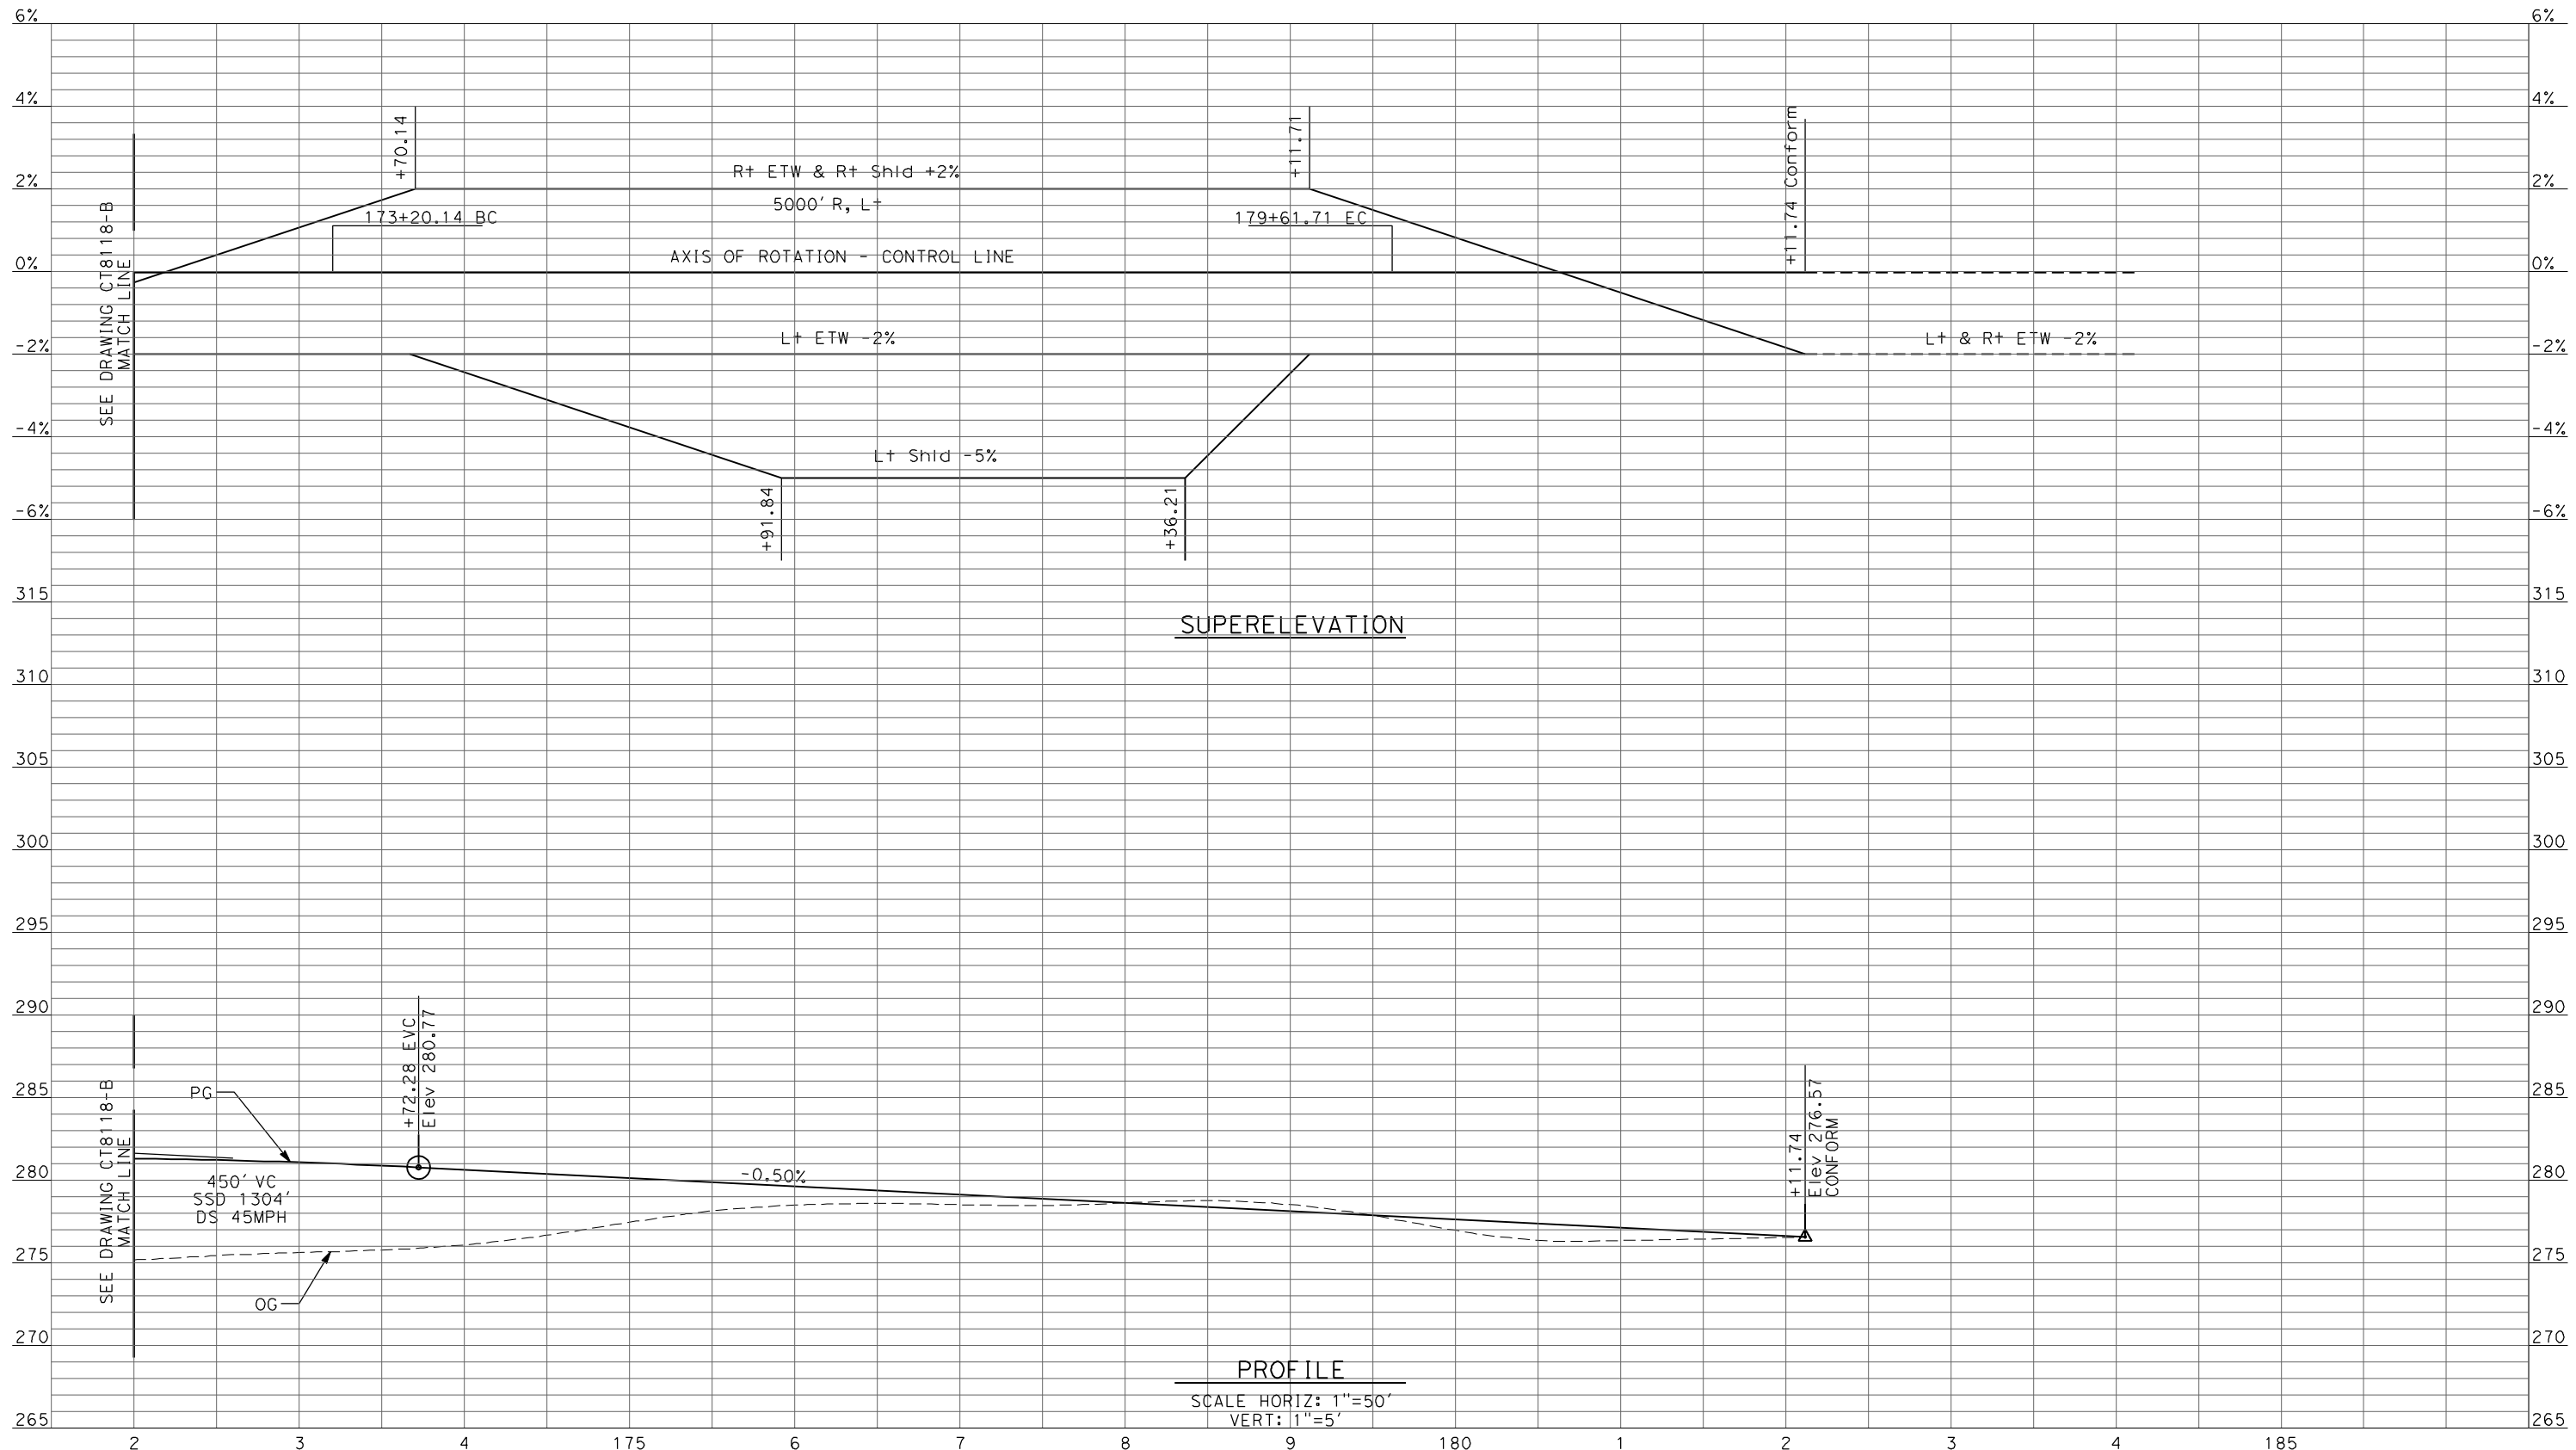 6% 6%
4% 4%
2% 2%
0% 0%
-2% -2%
-4% -4%
-6% -6%
SEE DRAWING CT8118-B
MATCH LINE
+70.14
Rt ETW & Rt Shld +2%
5000' R, Lt
173+20.14 BC
AXIS OF ROTATION - CONTROL LINE
179+61.71 EC
+11.71
+11.74 Conform
Lt ETW -2%
Lt & Rt ETW -2%
Lt Shld -5%
+91.84
+36.21
SUPERELEVATION
315 315
310 310
305 305
300 300
295 295
290 290
285 285
280 280
275 275
270 270
265 265
SEE DRAWING CT8118-B
MATCH LINE
PG
450' VC
SSD 1304'
DS 45MPH
OG
+72.28 EVC
Elev 280.77
-0.50%
+11.74
Elev 276.57
CONFORM
PROFILE
SCALE HORIZ: 1"=50'
VERT: 1"=5'
2 3 4 175 6 7 8 9 180 1 2 3 4 185